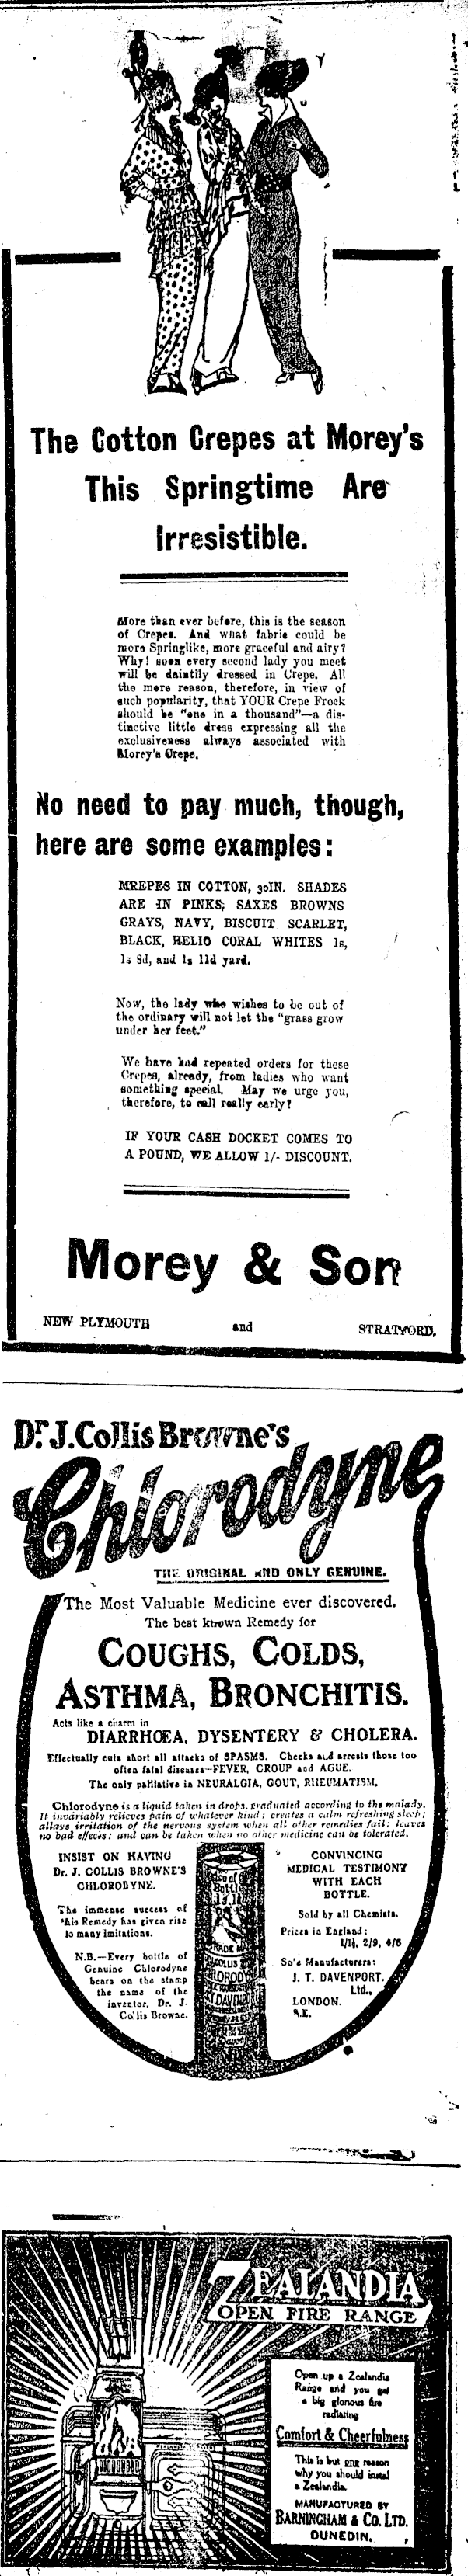 The Cotton Crepes at Morey's
This Springtime Are
Irresistible.
More than ever before, this is the season
of Crepes. And what fabric could be
more Springlike, more graceful and airy?
Why! soon every second lady you meet
will be daintily dressed in Crepe. All
the more reason, therefore, in view of
such popularity, that YOUR Crepe Frock
should be "one in a thousand"—a dis-
tinctive little dress expressing all the
exclusiveness always associated with
Morey's Crepe.
No need to pay much, though,
here are some examples:
MREPES IN COTTON, 30IN. SHADES
ARE IN PINKS; SAXES BROWNS
GRAYS, NAVY, BISCUIT SCARLET,
BLACK, HELIO CORAL WHITES 1s,
1s 8d, and 1s 11d yard.
Now, the lady who wishes to be out of
the ordinary will not let the "grass grow
under her feet."
We have had repeated orders for these
Crepes, already, from ladies who want
something special. May we urge you,
therefore, to call really early?
IF YOUR CASH DOCKET COMES TO
A POUND, WE ALLOW 1/- DISCOUNT.
Morey & Son
NEW PLYMOUTH and STRATFORD.
Dr. J. Collis Browne's
Chlorodyne
THE ORIGINAL AND ONLY GENUINE.
The Most Valuable Medicine ever discovered.
The best known Remedy for
COUGHS, COLDS,
ASTHMA, BRONCHITIS.
Acts like a charm in
DIARRHŒA, DYSENTERY & CHOLERA.
Effectually cuts short all attacks of SPASMS. Checks and arrests those too
often fatal diseases—FEVER, CROUP and AGUE.
The only palliative in NEURALGIA, GOUT, RHEUMATISM.
Chlorodyne is a liquid taken in drops, graduated according to the malady.
It invariably relieves pain of whatever kind; creates a calm refreshing sleep;
allays irritation of the nervous system when all other remedies fail; leaves
no bad effects; and can be taken when no other medicine can be tolerated.
INSIST ON HAVING
Dr. J. COLLIS BROWNE'S
CHLORODYNE.
The immense success of
this Remedy has given rise
to many imitations.
N.B.—Every bottle of
Genuine Chlorodyne
bears on the stamp
the name of the
inventor, Dr. J.
Collis Browne.
CONVINCING
MEDICAL TESTIMONY
WITH EACH
BOTTLE.
Sold by all Chemists.
Prices in England:
1/1½, 2/9, 4/6
Sole Manufacturers:
J. T. DAVENPORT.
Ltd.,
LONDON.
S.E.
ZEALANDIA
OPEN FIRE RANGE
Open up a Zealandia
Range and you get
a big glorious fire
radiating
Comfort & Cheerfulness
This is but one reason
why you should instal
a Zealandia.
MANUFACTURED BY
BARNINGHAM & CO. LTD.
DUNEDIN.